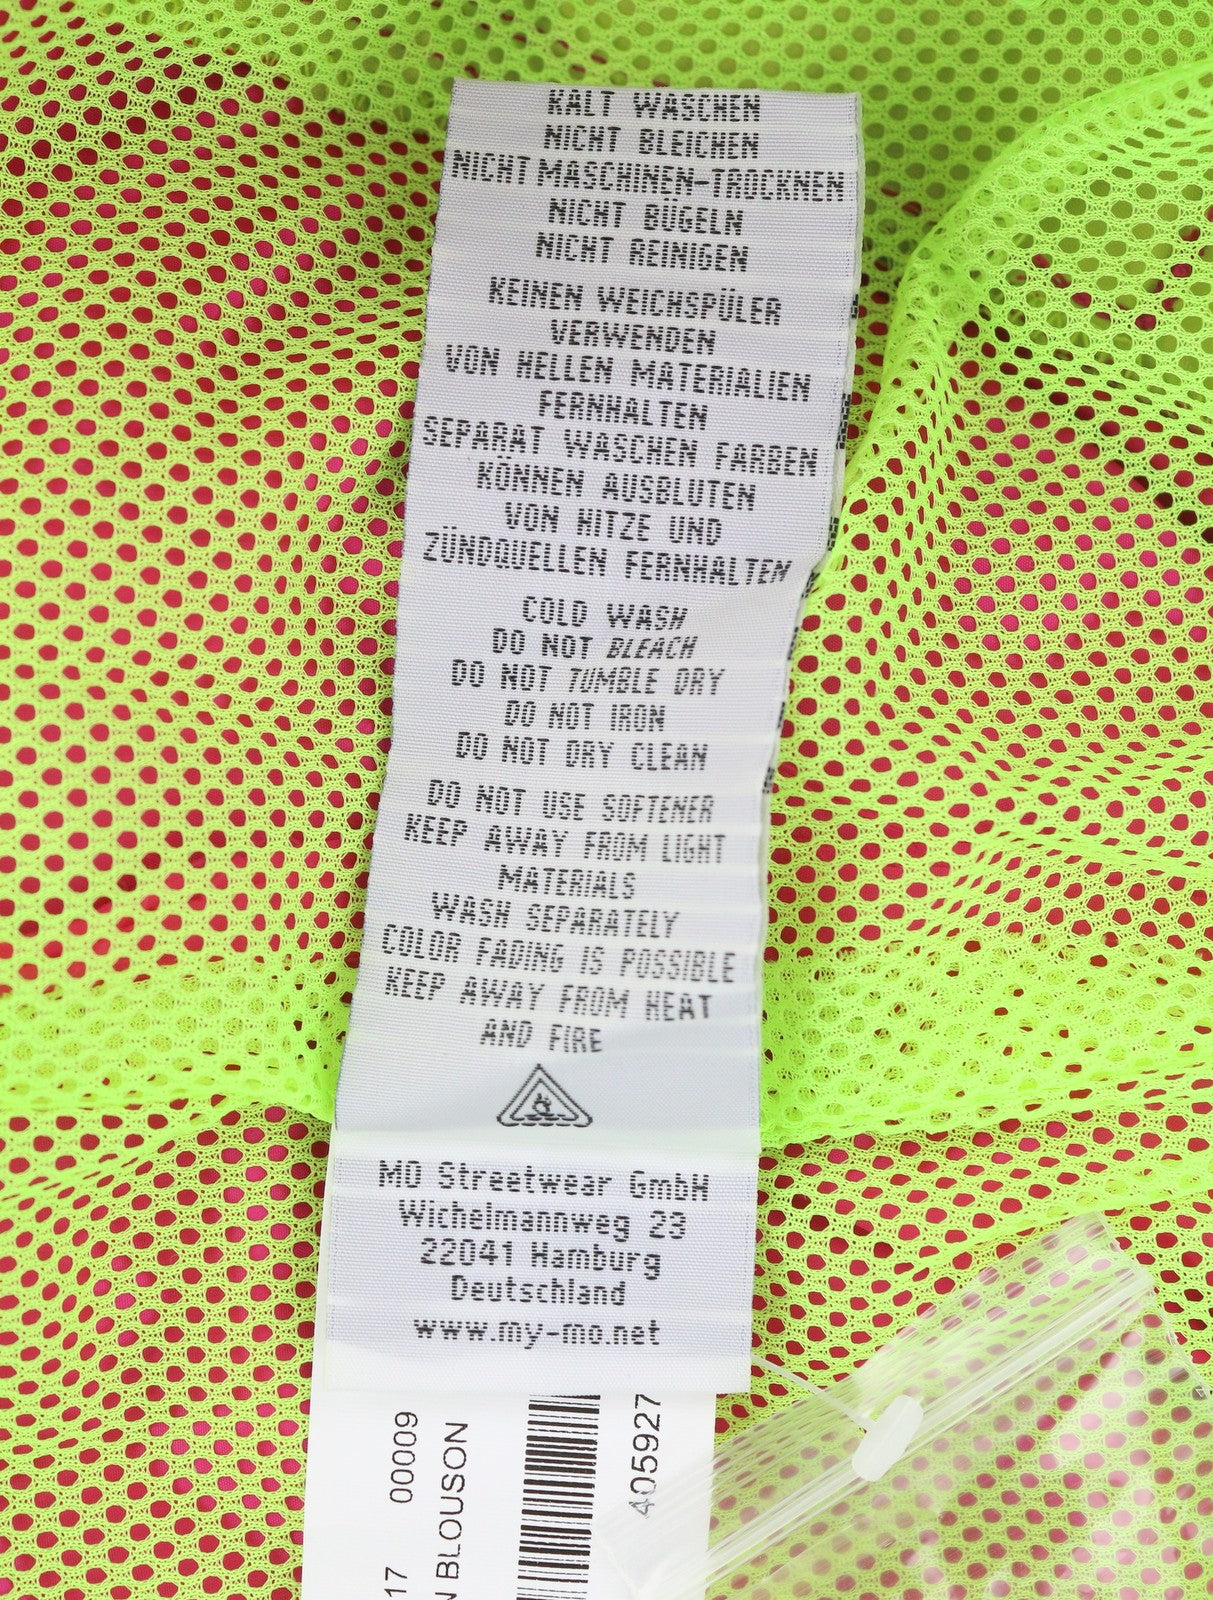 KALT WASCHEN
NICHT BLEICHEN
NICHT MASCHINEN-TROCKNEN
NICHT BÜGELN
NICHT REINIGEN
KEINEN WEICHSPÜLER
VERWENDEN
VON HELLEN MATERIALIEN
FERNHALTEN
SEPARAT WASCHEN FARBEN
KÖNNEN AUSBLUTEN
VON HITZE UND
ZÜNDQUELLEN FERNHALTEN
COLD WASH
DO NOT BLEACH
DO NOT TUMBLE DRY
DO NOT IRON
DO NOT DRY CLEAN
DO NOT USE SOFTENER
KEEP AWAY FROM LIGHT
MATERIALS
WASH SEPARATELY
COLOR FADING IS POSSIBLE
KEEP AWAY FROM HEAT
AND FIRE
MO Streetwear GmbH
Wichelmannweg 23
22041 Hamburg
Deutschland
www.my-mo.net
17 00009
N BLOUSON
405927